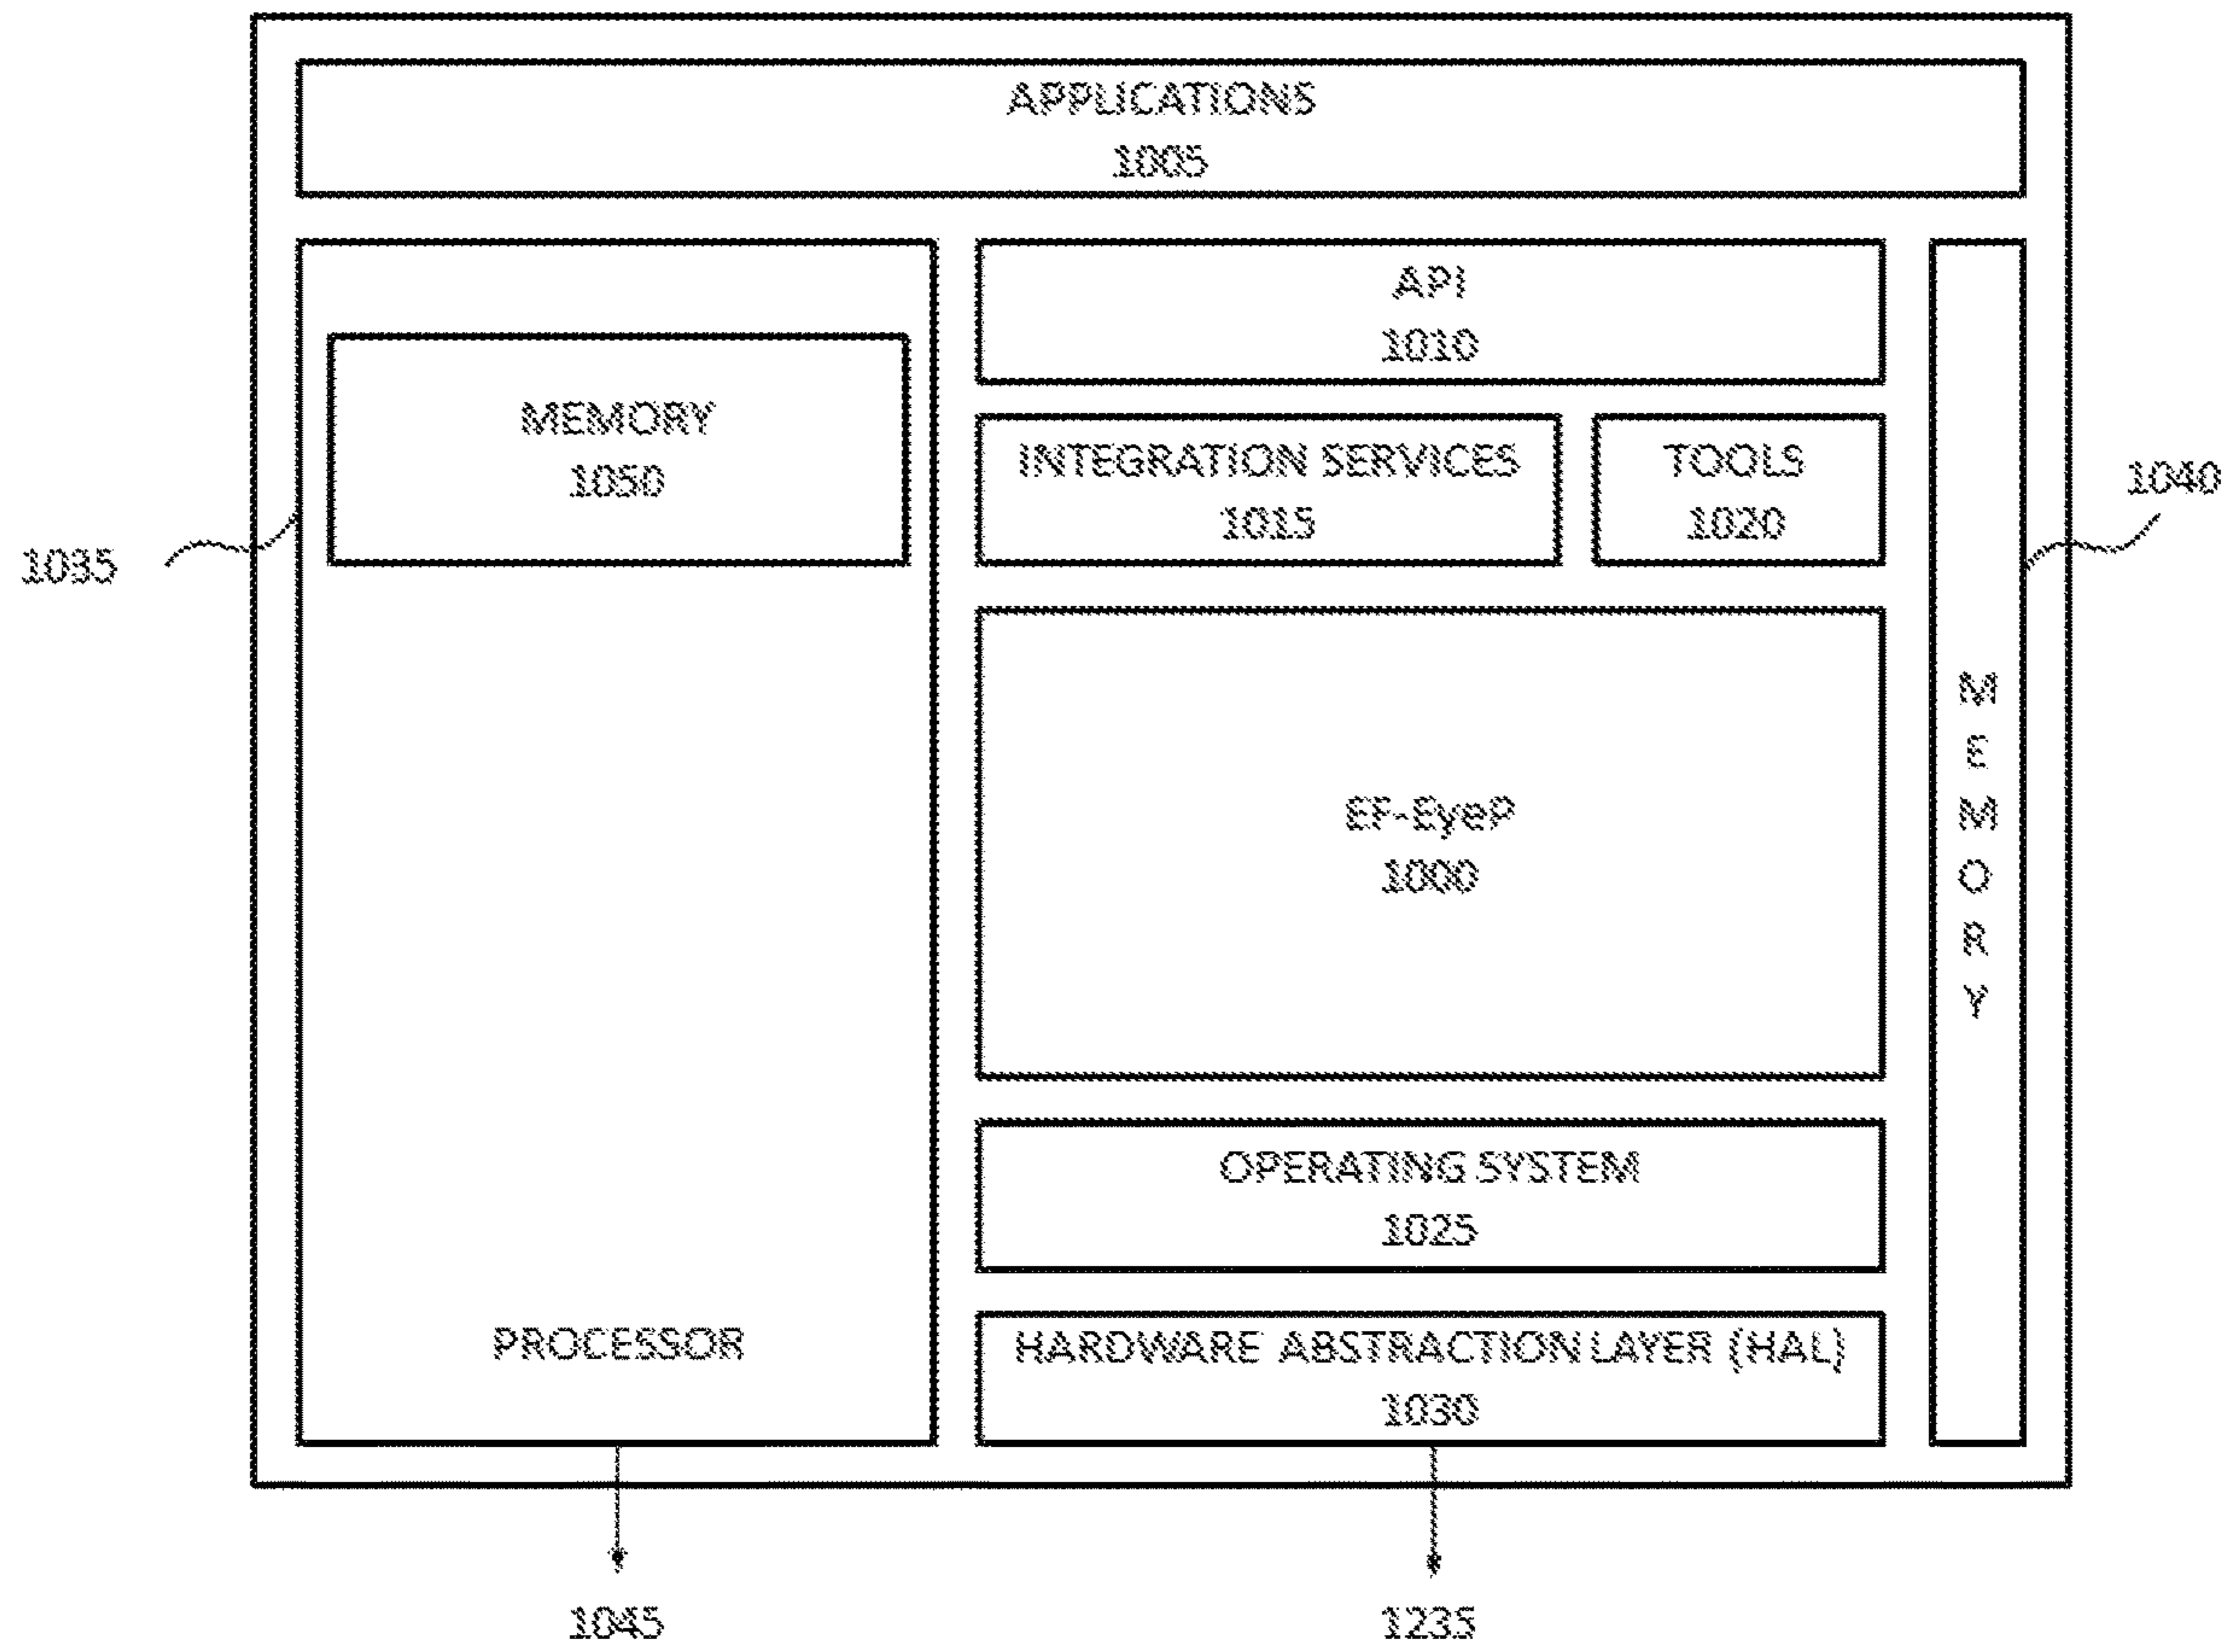 APPLICATIONS
1005
API
1010
MEMORY
1050
INTEGRATION SERVICES
1015
TOOLS
1020
1040
1035
EF-EyeP
1000
M
E
M
O
R
Y
OPERATING SYSTEM
1025
PROCESSOR
HARDWARE ABSTRACTION LAYER (HAL)
1030
1045
1235